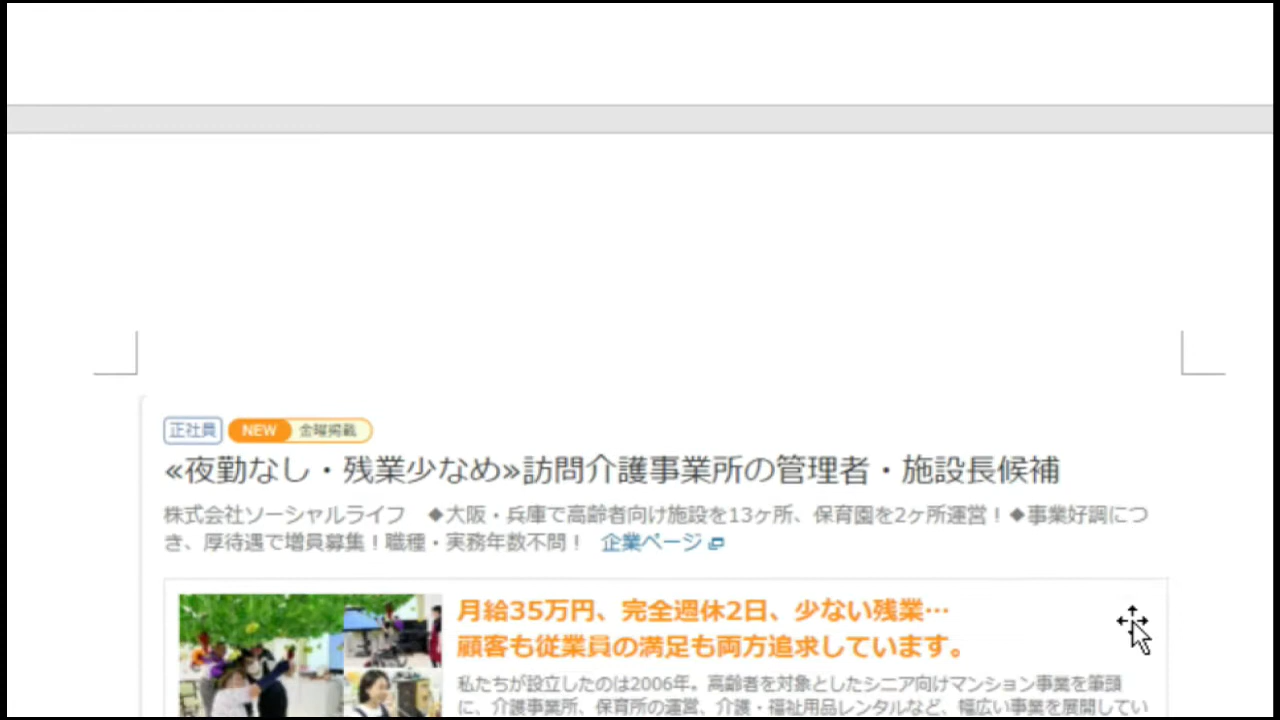 正社員 NEW 金曜掲載
≪夜勤なし・残業少なめ≫訪問介護事業所の管理者・施設長候補
株式会社ソーシャルライフ　◆大阪・兵庫で高齢者向け施設を13ヶ所、保育園を2ヶ所運営！◆事業好調につ
き、厚待遇で増員募集！職種・実務年数不問！ 企業ページ
月給35万円、完全週休2日、少ない残業…
顧客も従業員の満足も両方追求しています。
私たちが設立したのは2006年。高齢者を対象としたシニア向けマンション事業を筆頭
に、介護事業所、保育所の運営、介護・福祉用品レンタルなど、幅広い事業を展開してい